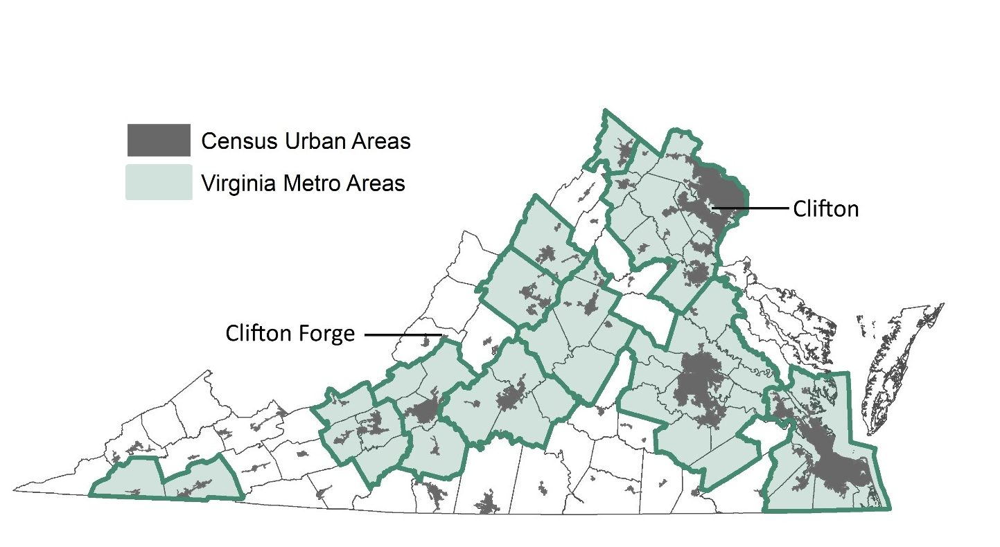 Census Urban Areas
Virginia Metro Areas
Clifton
Clifton Forge